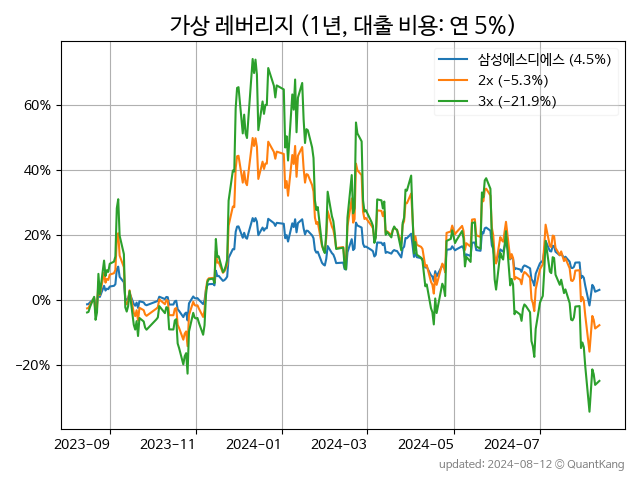 가상 레버리지 (1년, 대출 비용: 연 5%)
삼성에스디에스 (4.5%)
2x (−5.3%)
3x (−21.9%)
60%
40%
20%
0%
−20%
2023-09 2023-11 2024-01 2024-03 2024-05 2024-07
updated: 2024-08-12 © QuantKang